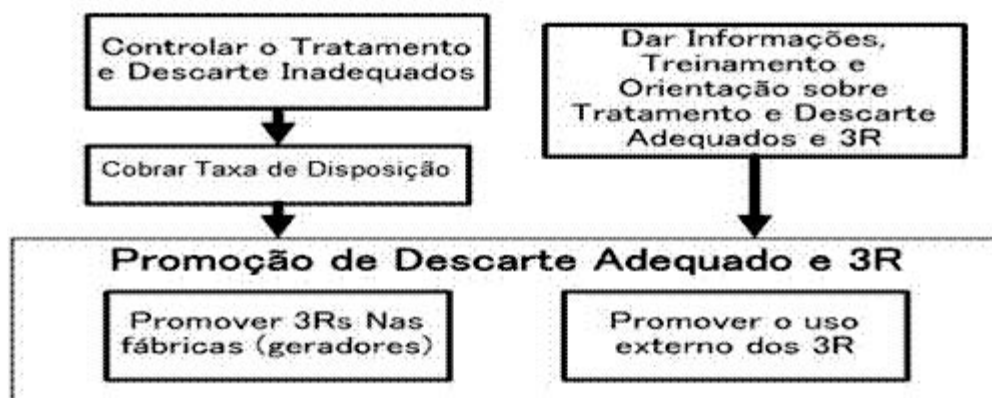 Controlar o Tratamento
e Descarte Inadequados
Dar Informações,
Treinamento e
Orientação sobre
Tratamento e Descarte
Adequados e 3R
Cobrar Taxa de Disposição
Promoção de Descarte Adequado e 3R
Promover 3Rs Nas
fábricas (geradores)
Promover o uso
externo dos 3R